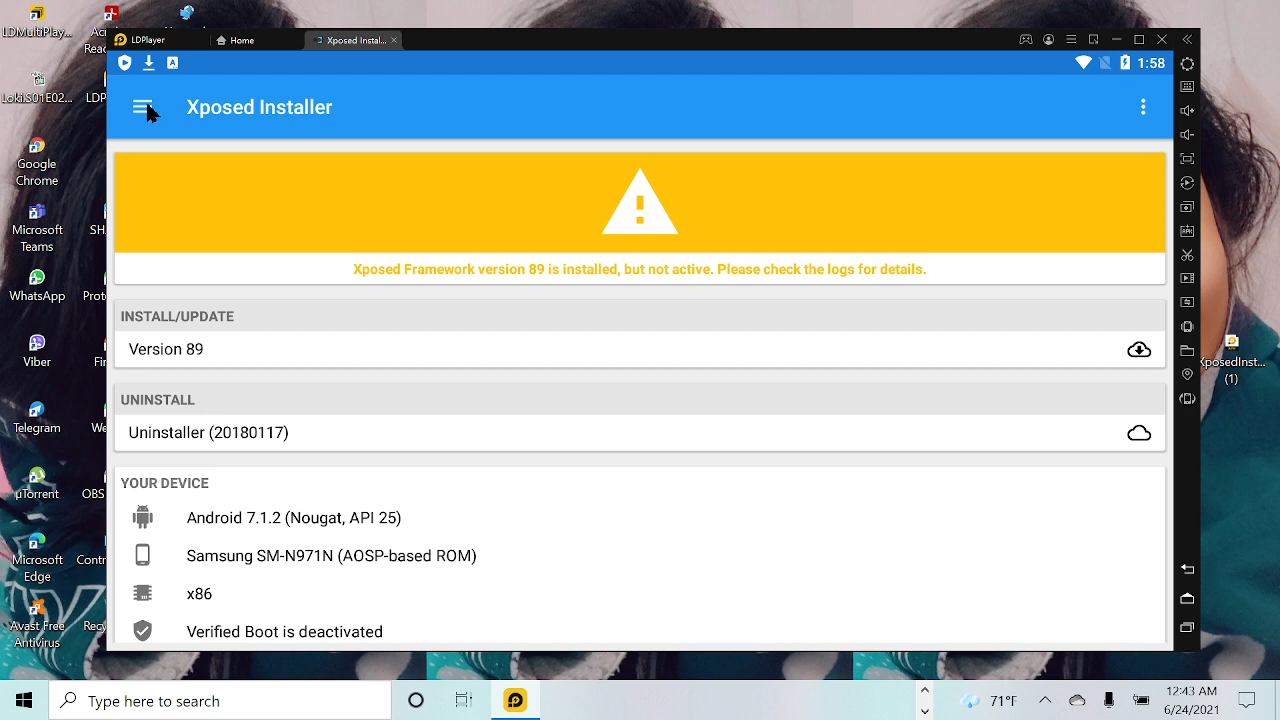 LDMultiPlay...
LokiS01E02...
Google
Chrome
Microsoft
Teams
WhatsApp
Viber
Telegram
µTorrent
Microsoft
Edge
Avast Free
Antivirus
LDPlayer
Home
Xposed Instal...
1:58
Xposed Installer
Xposed Framework version 89 is installed, but not active. Please check the logs for details.
INSTALL/UPDATE
Version 89
UNINSTALL
Uninstaller (20180117)
YOUR DEVICE
Android 7.1.2 (Nougat, API 25)
Samsung SM-N971N (AOSP-based ROM)
x86
Verified Boot is deactivated
XposedInst...
(1)
Type here to search
71°F
12:43 AM
6/24/2021